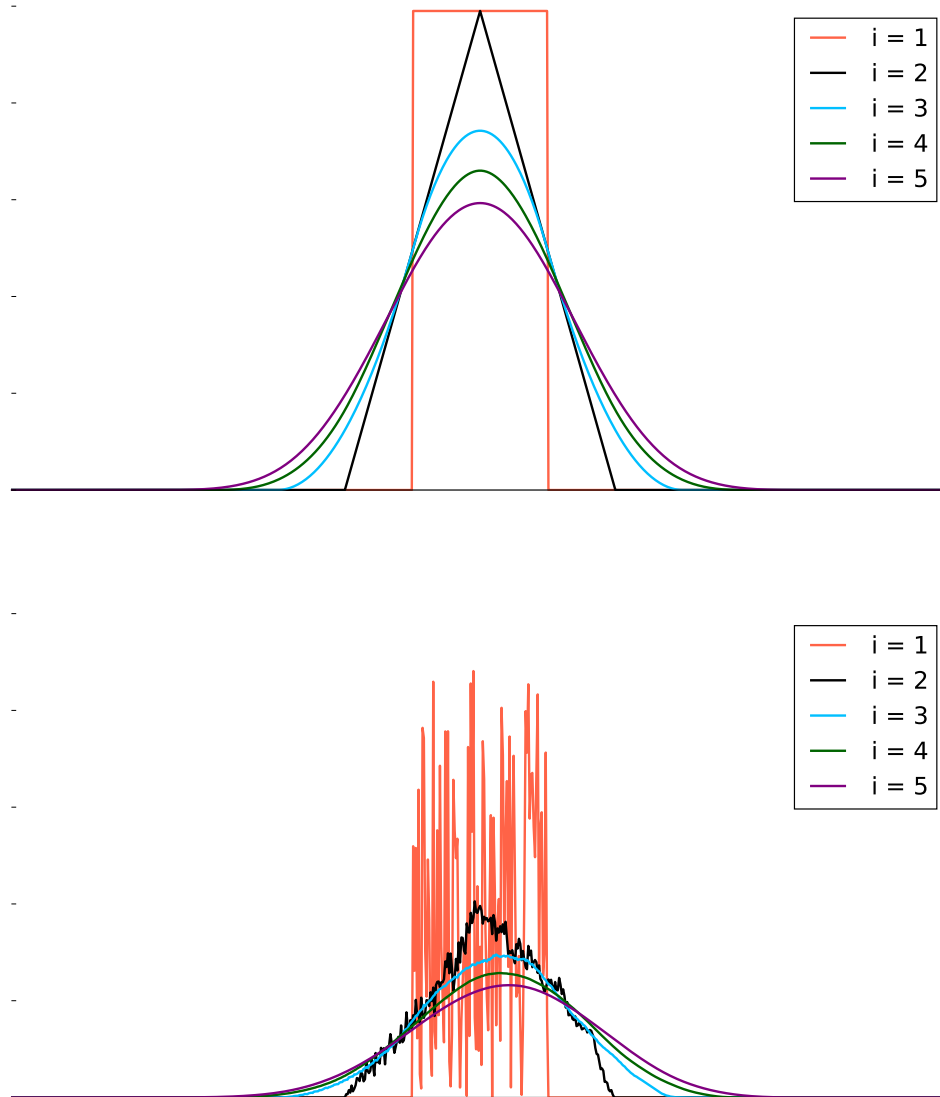 i = 1
i = 2
i = 3
i = 4
i = 5
i = 1
i = 2
i = 3
i = 4
i = 5